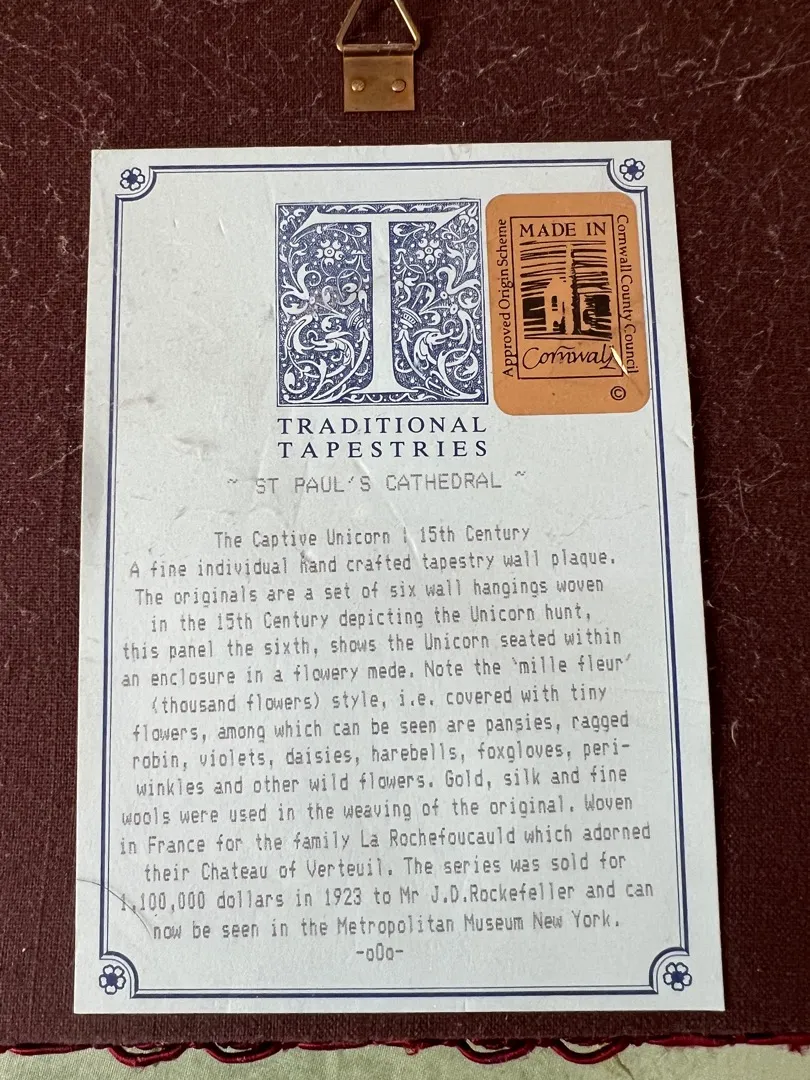 T
TRADITIONAL
TAPESTRIES
Approved Origin Scheme
MADE IN
Cornwall
Cornwall County Council
©
~ ST PAUL'S CATHEDRAL ~
The Captive Unicorn | 15th Century
A fine individual hand crafted tapestry wall plaque.
The originals are a set of six wall hangings woven
in the 15th Century depicting the Unicorn hunt,
this panel the sixth, shows the Unicorn seated within
an enclosure in a flowery mede. Note the 'mille fleur'
(thousand flowers) style, i.e. covered with tiny
flowers, among which can be seen are pansies, ragged
robin, violets, daisies, harebells, foxgloves, peri-
winkles and other wild flowers. Gold, silk and fine
wools were used in the weaving of the original. Woven
in France for the family La Rochefoucauld which adorned
their Chateau of Verteuil. The series was sold for
1,100,000 dollars in 1923 to Mr J.D.Rockefeller and can
now be seen in the Metropolitan Museum New York.
-oOo-